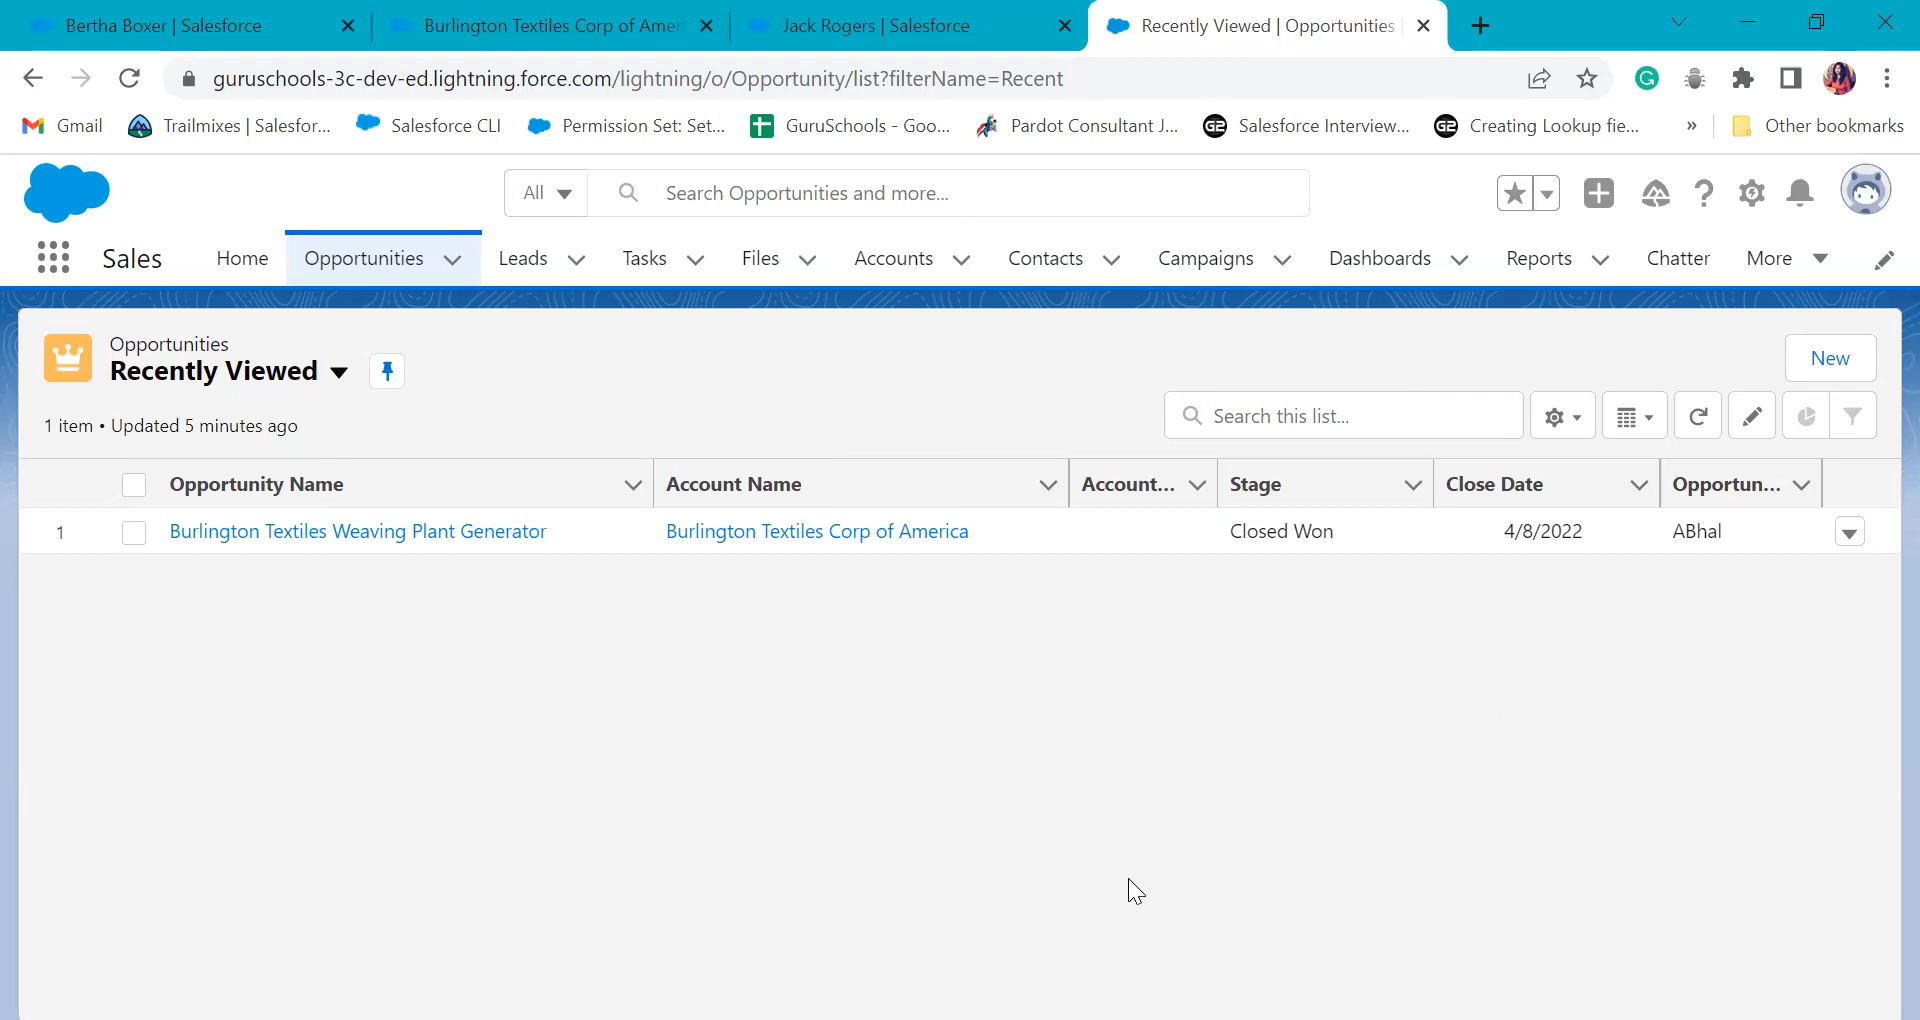 Bertha Boxer | Salesforce
Burlington Textiles Corp of Ameri
Jack Rogers | Salesforce
Recently Viewed | Opportunities |
guruschools-3c-dev-ed.lightning.force.com/lightning/o/Opportunity/list?filterName=Recent
Gmail
Trailmixes | Salesfor...
Salesforce CLI
Permission Set: Set...
GuruSchools - Goo...
Pardot Consultant J...
Salesforce Interview...
Creating Lookup fie...
»
Other bookmarks
All
Search Opportunities and more...
Sales
Home
Opportunities
Leads
Tasks
Files
Accounts
Contacts
Campaigns
Dashboards
Reports
Chatter
More
Opportunities
Recently Viewed
New
1 item • Updated 5 minutes ago
Search this list...
Opportunity Name
Account Name
Account...
Stage
Close Date
Opportun...
1
Burlington Textiles Weaving Plant Generator
Burlington Textiles Corp of America
Closed Won
4/8/2022
ABhal